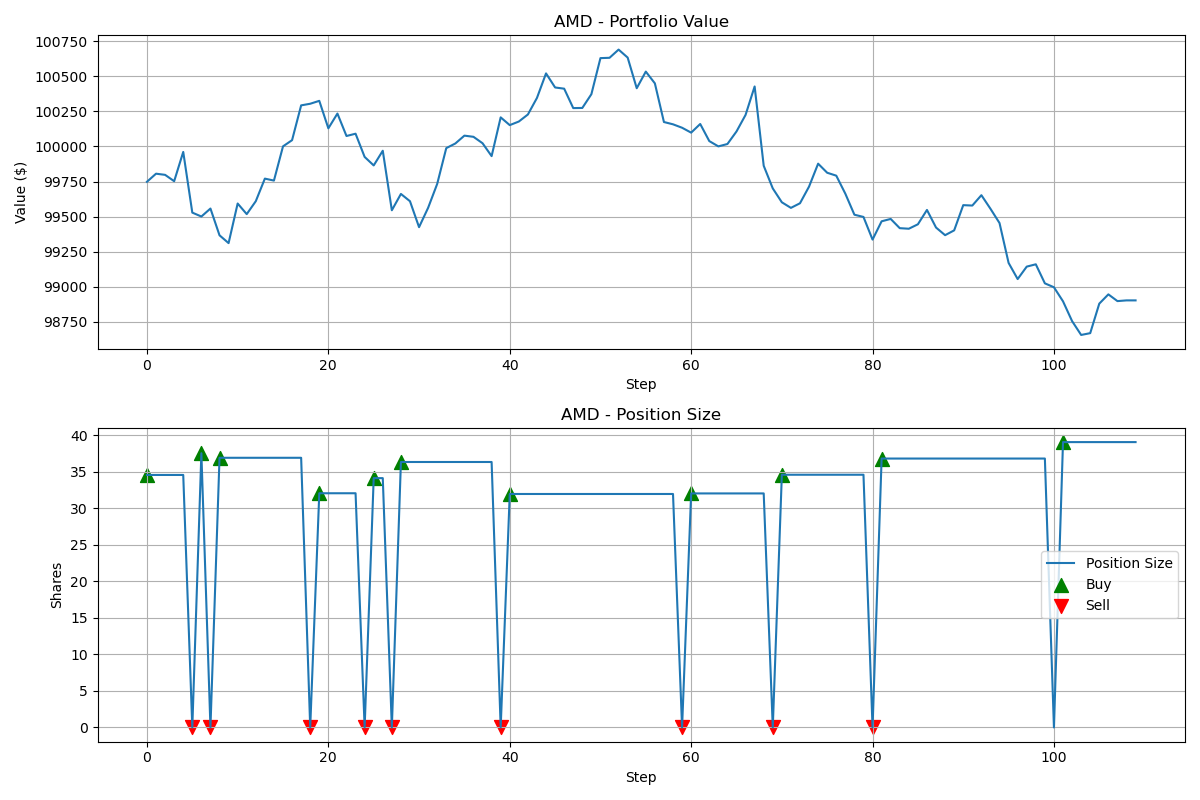 AMD - Portfolio Value
100750
100500
100250
100000
99750
99500
99250
99000
98750
Value ($)
0 20 40 60 80 100
Step
AMD - Position Size
40
35
30
25
20
15
10
5
0
Shares
Position Size
Buy
Sell
0 20 40 60 80 100
Step